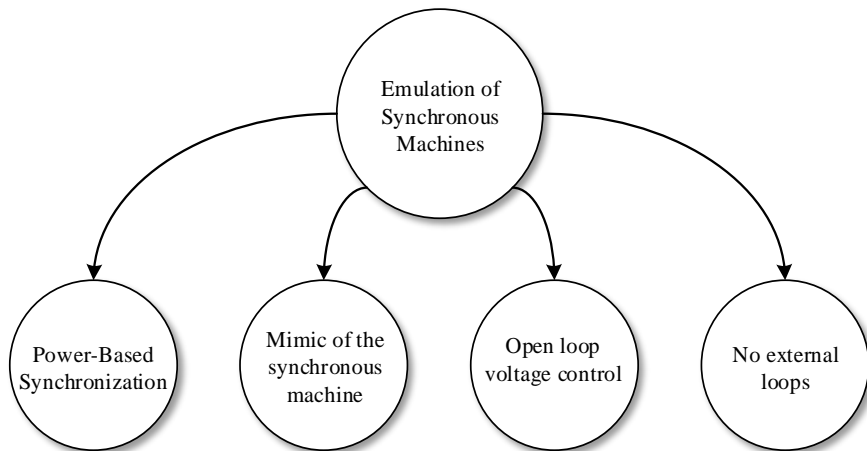 Emulation of
Synchronous
Machines
Power-Based
Synchronization
Mimic of the
synchronous
machine
Open loop
voltage control
No external
loops